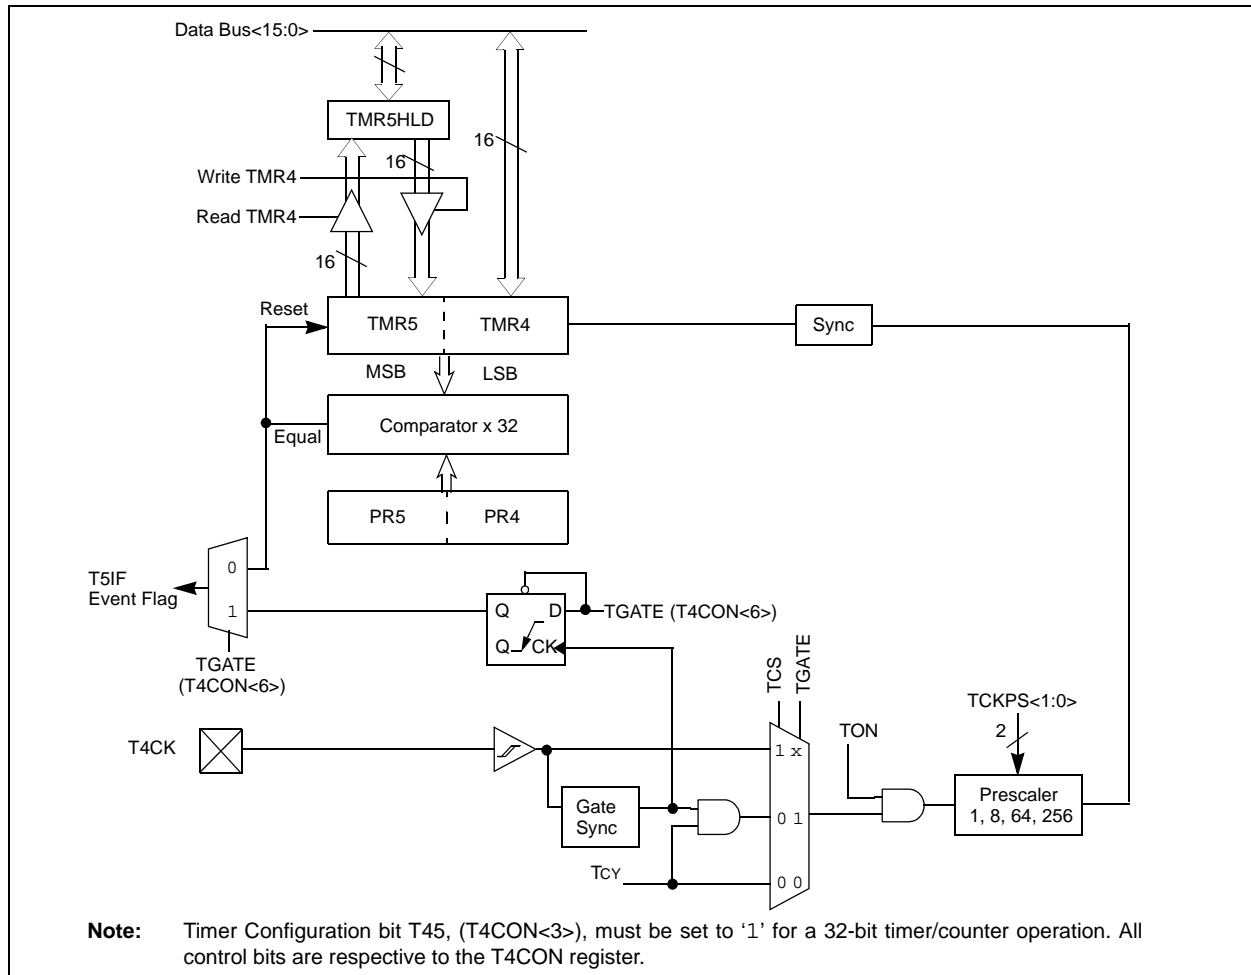 Data Bus<15:0>
TMR5HLD
16
16
Write TMR4
Read TMR4
16
Reset
TMR5
TMR4
Sync
MSB
LSB
Equal
Comparator x 32
PR5
PR4
0
T5IF
Event Flag
1
Q
D
TGATE (T4CON<6>)
Q
CK
TGATE
(T4CON<6>)
TCS
TGATE
TCKPS<1:0>
2
T4CK
1 x
TON
Prescaler
1, 8, 64, 256
Gate
Sync
0 1
TCY
0 0
Note: Timer Configuration bit T45, (T4CON<3>), must be set to ‘1’ for a 32-bit timer/counter operation. All
control bits are respective to the T4CON register.